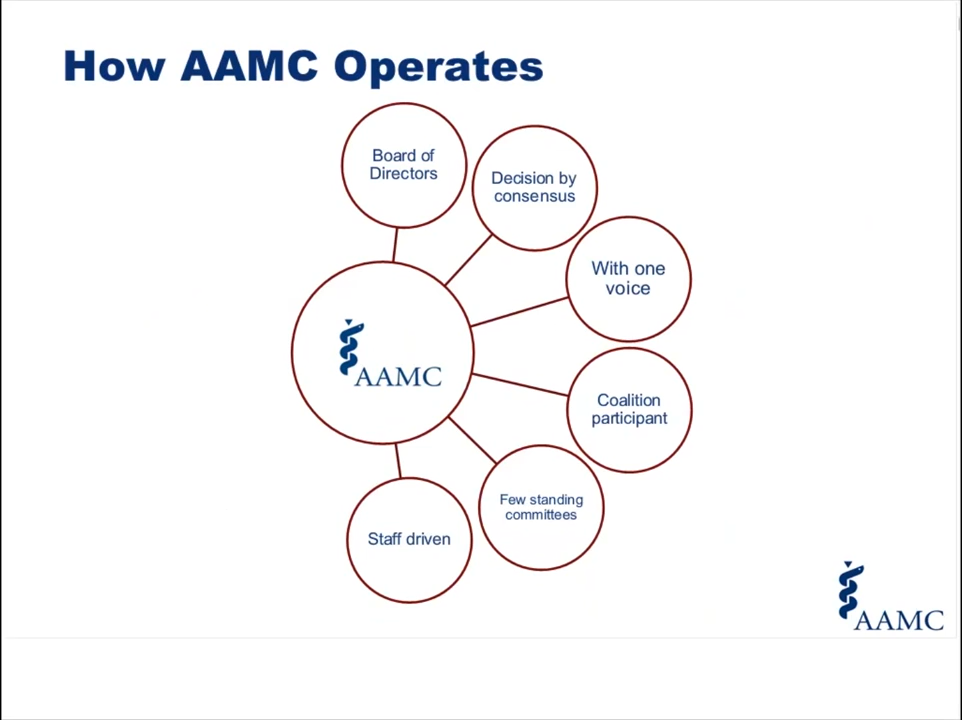 How AAMC Operates
Board of
Directors
Decision by
consensus
With one
voice
AAMC
Coalition
participant
Few standing
committees
Staff driven
AAMC